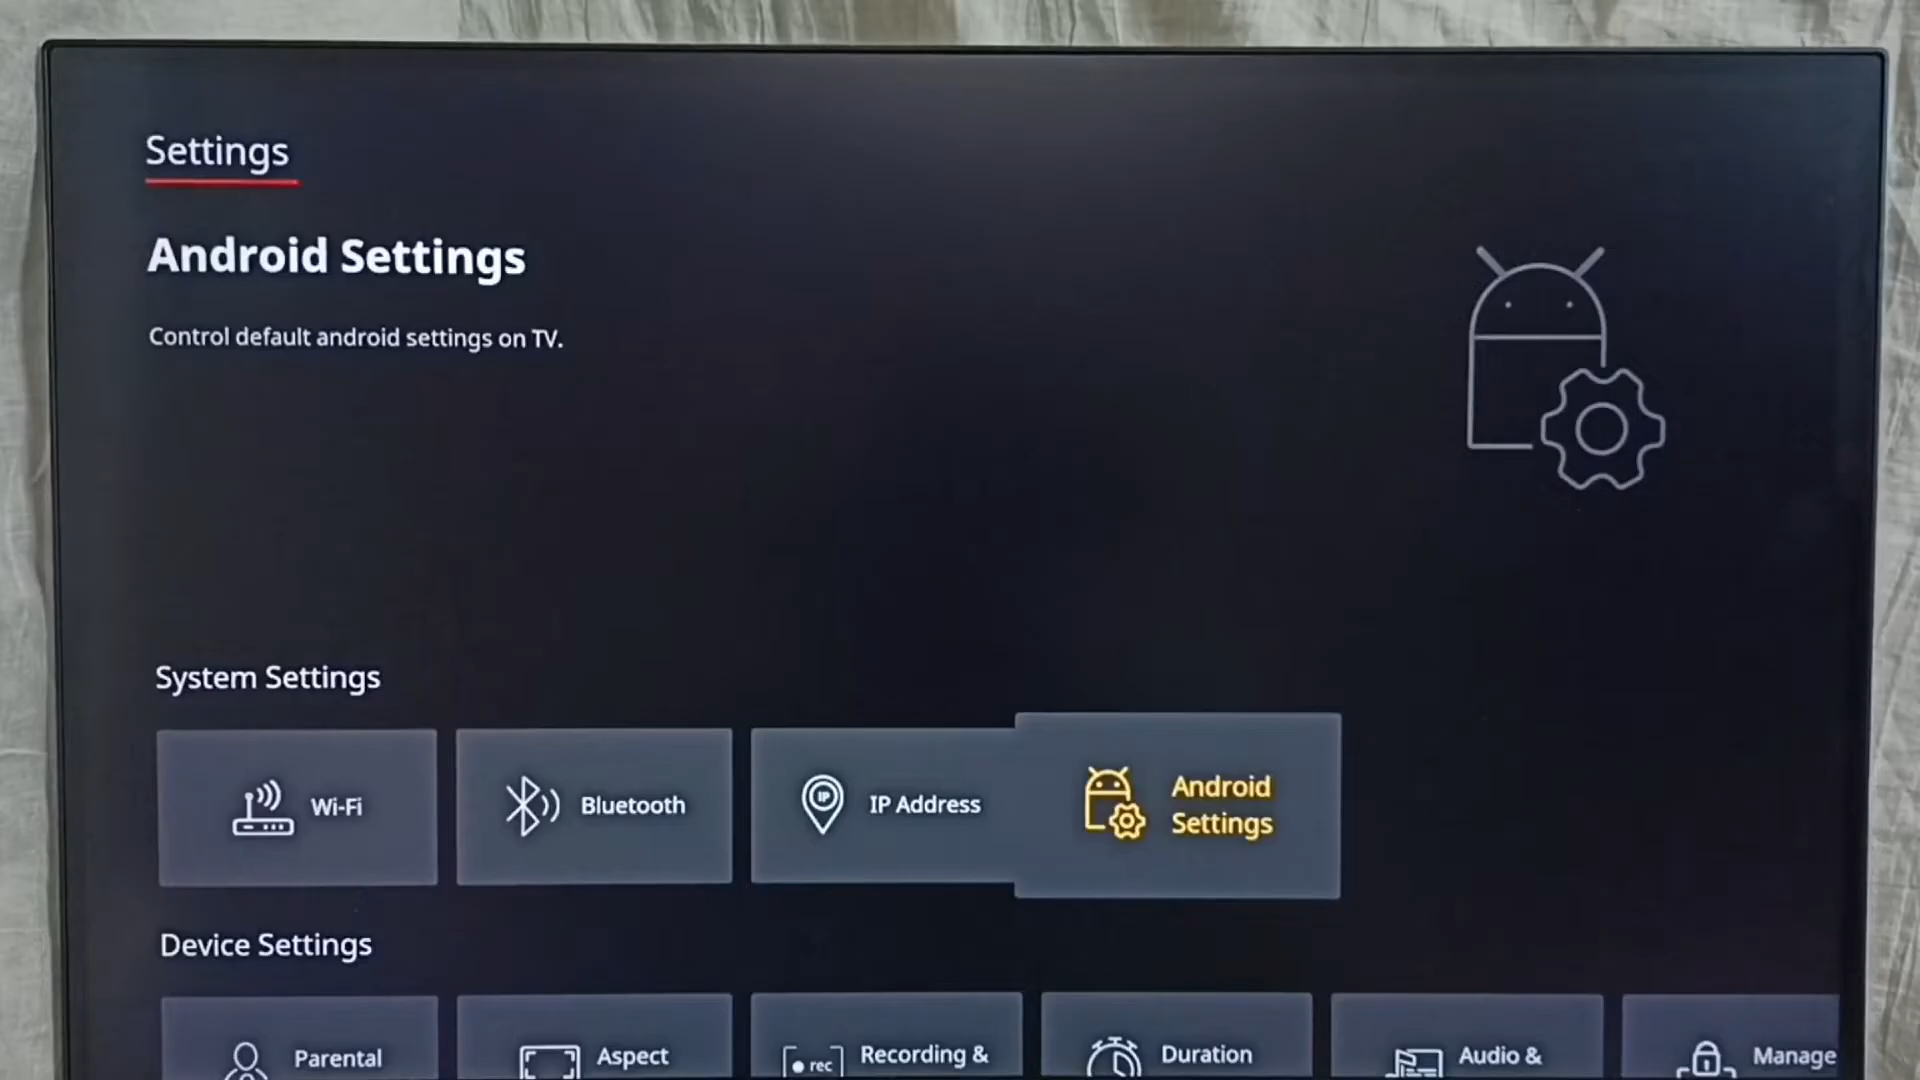 Settings
Android Settings
Control default android settings on TV.
System Settings
Wi-Fi
Bluetooth
IP
IP Address
Android
Settings
Device Settings
Parental
Aspect
rec
Recording &
Duration
Audio &
Manage